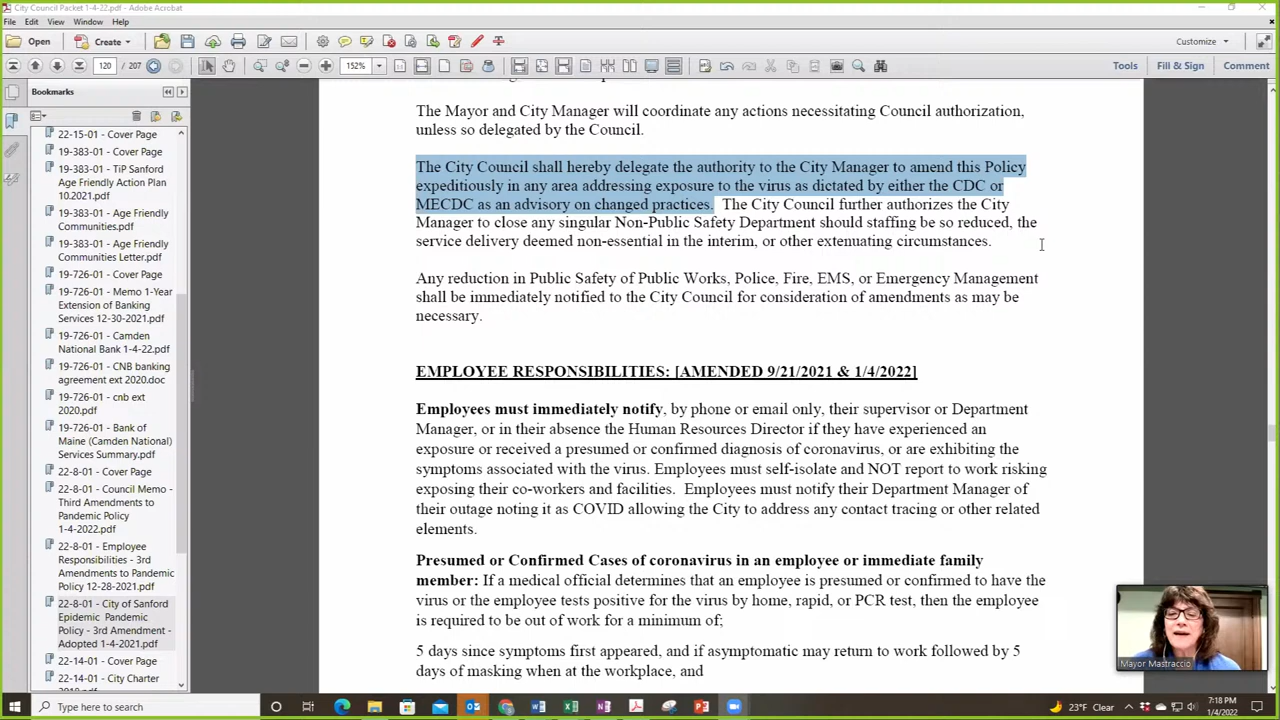 City Council Packet 1-4-22.pdf - Adobe Acrobat
File Edit View Window Help
Open Create Customize
120 / 207 152% Tools Fill & Sign Comment
Bookmarks
22-15-01 - Cover Page
19-383-01 - Cover Page
19-383-01 - TiP Sanford
Age Friendly Action Plan
10.2021.pdf
19-383-01 - Age Friendly
Communities Cover Page
19-383-01 - Age Friendly
Communities Letter.pdf
19-726-01 - Cover Page
19-726-01 - Memo 1-Year
Extension of Banking
Services 12-30-2021.pdf
19-726-01 - Camden
National Bank 1-4-22.pdf
19-726-01 - CNB banking
agreement ext 2020.doc
19-726-01 - cnb ext
2020.pdf
19-726-01 - Bank of
Maine (Camden National)
Services Summary.pdf
22-8-01 - Cover Page
22-8-01 - Council Memo -
Third Amendments to
Pandemic Policy
1-4-2022.pdf
22-8-01 - Employee
Responsibilities - 3rd
Amendments to Pandemic
Policy 12-28-2021.pdf
22-8-01 - City of Sanford
Epidemic Pandemic
Policy - 3rd Amendment -
Adopted 1-4-2021.pdf
22-14-01 - Cover Page
22-14-01 - City Charter
The Mayor and City Manager will coordinate any actions necessitating Council authorization,
unless so delegated by the Council.
The City Council shall hereby delegate the authority to the City Manager to amend this Policy
expeditiously in any area addressing exposure to the virus as dictated by either the CDC or
MECDC as an advisory on changed practices. The City Council further authorizes the City
Manager to close any singular Non-Public Safety Department should staffing be so reduced, the
service delivery deemed non-essential in the interim, or other extenuating circumstances.
Any reduction in Public Safety of Public Works, Police, Fire, EMS, or Emergency Management
shall be immediately notified to the City Council for consideration of amendments as may be
necessary.
EMPLOYEE RESPONSIBILITIES: [AMENDED 9/21/2021 & 1/4/2022]
Employees must immediately notify, by phone or email only, their supervisor or Department
Manager, or in their absence the Human Resources Director if they have experienced an
exposure or received a presumed or confirmed diagnosis of coronavirus, or are exhibiting the
symptoms associated with the virus. Employees must self-isolate and NOT report to work risking
exposing their co-workers and facilities. Employees must notify their Department Manager of
their outage noting it as COVID allowing the City to address any contact tracing or other related
elements.
Presumed or Confirmed Cases of coronavirus in an employee or immediate family
member: If a medical official determines that an employee is presumed or confirmed to have the
virus or the employee tests positive for the virus by home, rapid, or PCR test, then the employee
is required to be out of work for a minimum of;
5 days since symptoms first appeared, and if asymptomatic may return to work followed by 5
days of masking when at the workplace, and
Mayor Mastraccio
Type here to search
23°F Clear
7:18 PM
1/4/2022